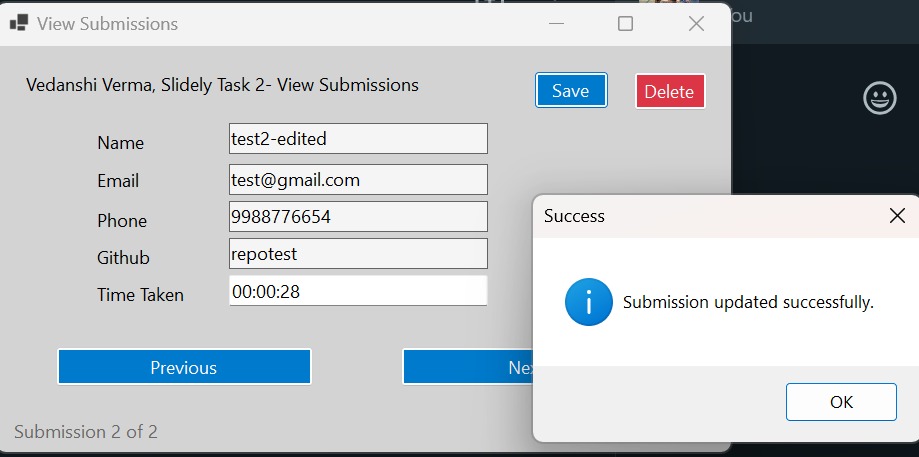 View Submissions
ou
Vedanshi Verma, Slidely Task 2- View Submissions
Save
Delete
Name
test2-edited
Email
test@gmail.com
Phone
9988776654
Github
repotest
Time Taken
00:00:28
Previous
Nex
Submission 2 of 2
Success
Submission updated successfully.
OK